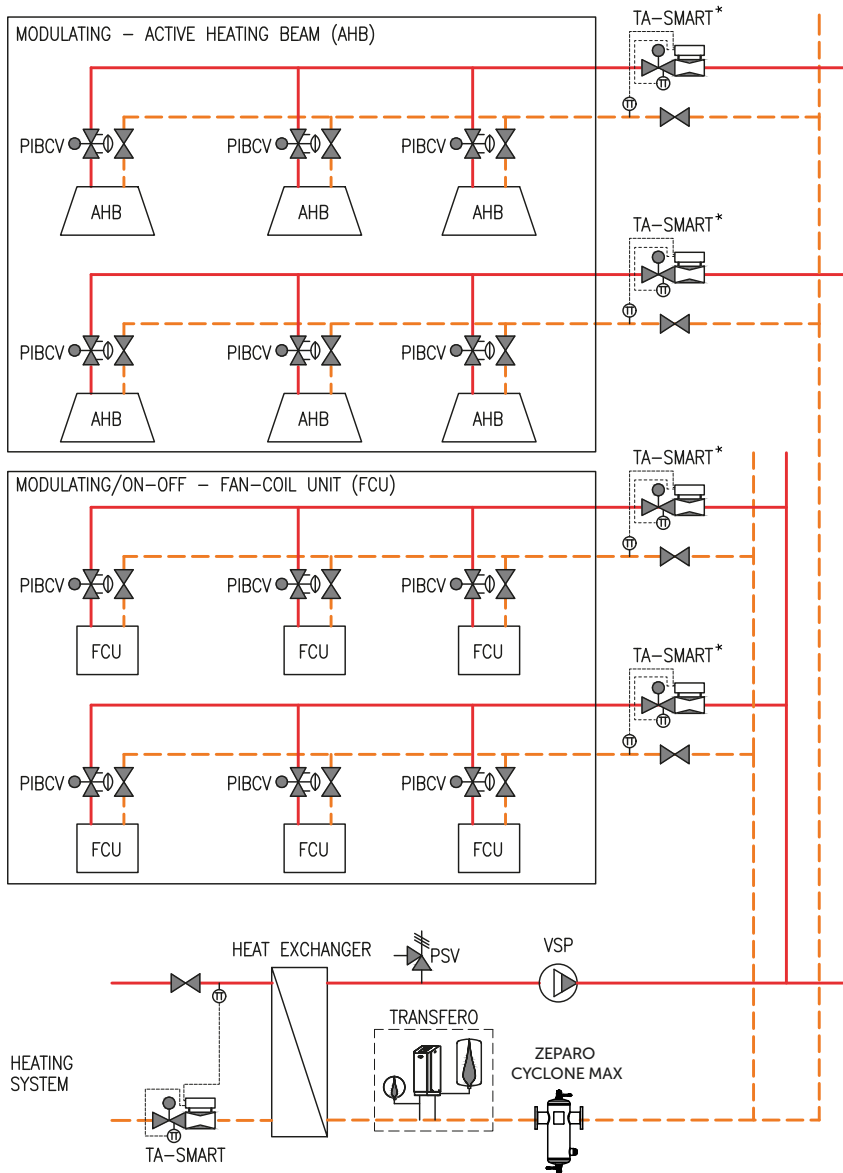 MODULATING – ACTIVE HEATING BEAM (AHB)
TA–SMART*
PIBCV
PIBCV
PIBCV
AHB
AHB
AHB
TA–SMART*
PIBCV
PIBCV
PIBCV
AHB
AHB
AHB
TA–SMART*
MODULATING/ON–OFF – FAN–COIL UNIT (FCU)
PIBCV
PIBCV
PIBCV
FCU
FCU
FCU
TA–SMART*
PIBCV
PIBCV
PIBCV
FCU
FCU
FCU
HEAT EXCHANGER
PSV
VSP
TRANSFERO
ZEPARO
CYCLONE MAX
HEATING
SYSTEM
TA–SMART